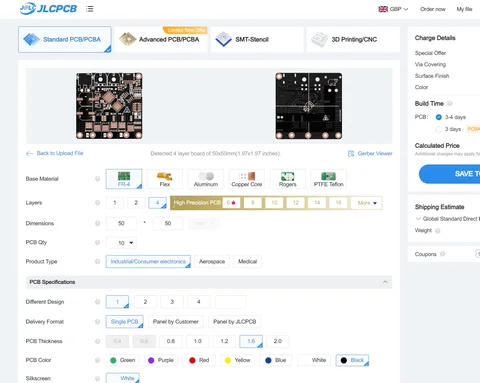 JLCPCB
GBP
Order now
My file
Standard PCB/PCBA
Advanced PCB/PCBA
SMT-Stencil
3D Printing/CNC
Charge Details
Special Offer
Via Covering
Surface Finish
Color
Build Time
PCB:
3-4 days
3 days
Calculated Price
Additional charges may apply f
SAVE TO
Shipping Estimate
Global Standard Direct
Weight
Coupons
Back to Upload File
Detected 4 layer board of 50x50mm(1.97x1.97 inches).
Gerber Viewer
Base Material
FR-4
Flex
Aluminum
Copper Core
Rogers
PTFE Teflon
Layers
1
2
4
High Precision PCB
6
8
10
12
14
16
More
Dimensions
50
*
50
PCB Qty
10
Product Type
Industrial/Consumer electronics
Aerospace
Medical
PCB Specifications
Different Design
1
2
3
4
Delivery Format
Single PCB
Panel by Customer
Panel by JLCPCB
PCB Thickness
0.4
0.6
0.8
1.0
1.2
1.6
2.0
PCB Color
Green
Purple
Red
Yellow
Blue
White
Black
Silkscreen
White